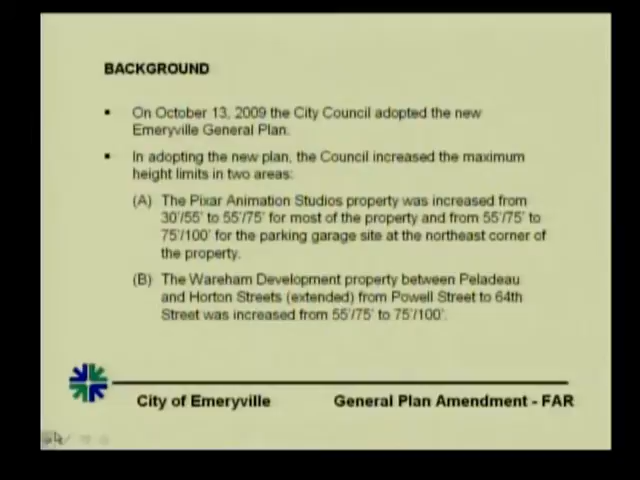 BACKGROUND
▪ On October 13, 2009 the City Council adopted the new
Emeryville General Plan.
▪ In adopting the new plan, the Council increased the maximum
height limits in two areas:
(A) The Pixar Animation Studios property was increased from
30'/55' to 55'/75' for most of the property and from 55'/75' to
75'/100' for the parking garage site at the northeast corner of
the property.
(B) The Wareham Development property between Peladeau
and Horton Streets (extended) from Powell Street to 64th
Street was increased from 55'/75' to 75'/100'.
City of Emeryville General Plan Amendment - FAR